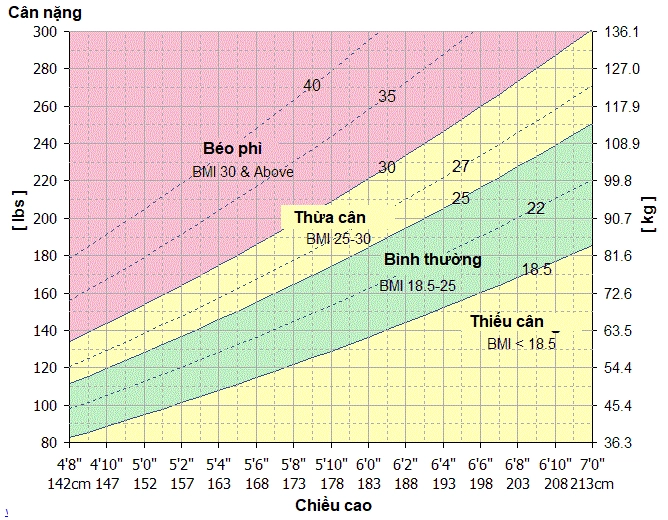 Cân nặng
300 136.1
280 127.0
260 117.9
240 108.9
220 99.8
200 90.7
180 81.6
160 72.6
140 63.5
120 54.4
100 45.4
80 36.3
[ lbs ]
[ kg ]
40
35
Béo phì
BMI 30 & Above
30
27
25
Thừa cân
22
BMI 25-30
Bình thường
18.5
BMI 18.5-25
Thiếu cân
BMI < 18.5
4'8" 4'10" 5'0" 5'2" 5'4" 5'6" 5'8" 5'10" 6'0" 6'2" 6'4" 6'6" 6'8" 6'10" 7'0"
142cm 147 152 157 163 168 173 178 183 188 193 198 203 208 213cm
Chiều cao